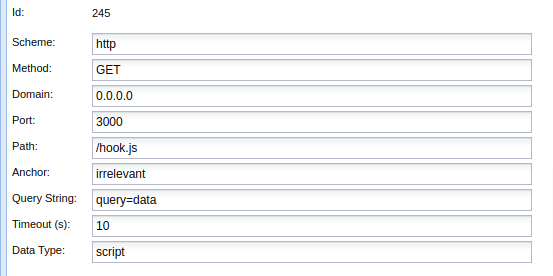 Id: 245
Scheme: http
Method: GET
Domain: 0.0.0.0
Port: 3000
Path: /hook.js
Anchor: irrelevant
Query String: query=data
Timeout (s): 10
Data Type: script